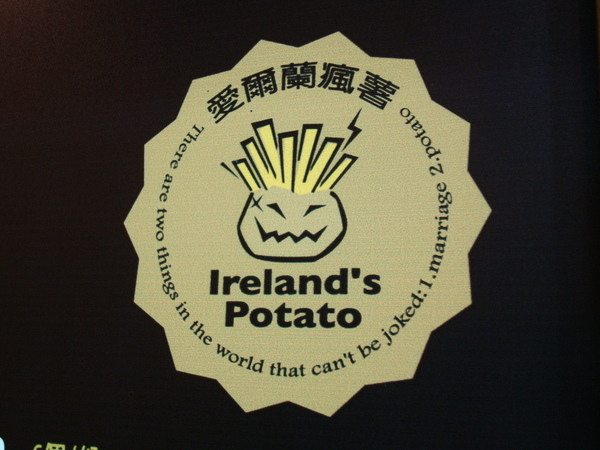 愛爾蘭瘋薯
There are two things in the world that can't be joked: 1.marriage 2.potato
Ireland's
Potato